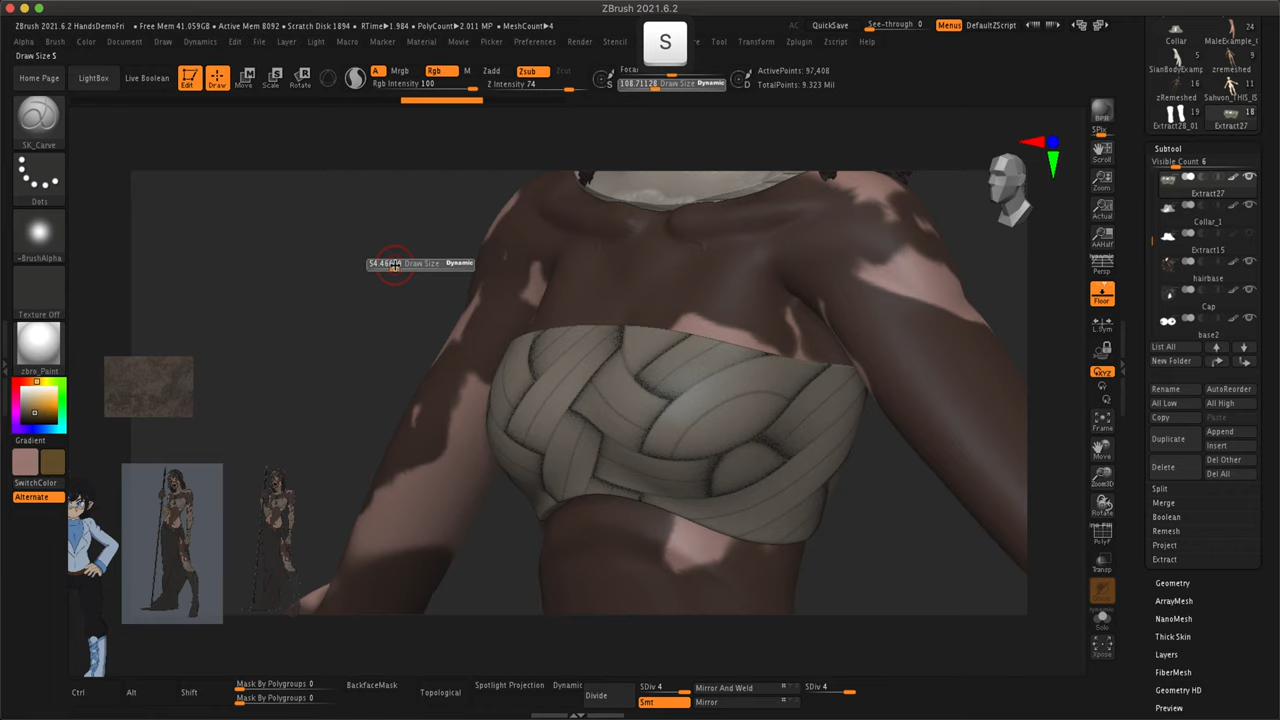 ZBrush 2021.6.2
ZBrush 2021.6.2 HandsDemoFri • Free Mem 41.059GB • Active Mem 8092 • Scratch Disk 1894 • RTime▶1.984 • PolyCount▶2.011 MP • MeshCount▶4
AC QuickSave See-through 0 Menus DefaultZScript
Alpha Brush Color Document Draw Dynamics Edit File Layer Light Macro Marker Material Movie Picker Preferences Render Stencil Tool Transform Zplugin Zscript Help
S
Draw Size S
Home Page LightBox Live Boolean Edit Draw Move Scale Rotate
A Mrgb Rgb M Zadd Zsub Zcut
Rgb Intensity 100 Z Intensity 74
S
Draw Size Dynamic
D
ActivePoints: 97,408
TotalPoints: 9.323 Mil
SK_Carve
Dots
~BrushAlpha
Texture Off
zbro_Paint
Gradient
SwitchColor
Alternate
Draw Size Dynamic
BPR
SPix
Scroll
Zoom
Actual
AAHalf
Dynamic
Persp
Floor
L.Sym
XYZ
Frame
Move
Zoom3D
Rotate
PolyF
Transp
Dynamic
Solo
Xpose
24
Collar MaleExample_
5 9
SianBodyExamp zremeshed
16 11
zRemeshed
19 18
Extract28_01 Extract27
Subtool
Visible Count 6
Extract27
Collar_1
Extract15
hairbase
Cap
base2
List All
New Folder
Rename AutoReorder
All Low All High
Copy Paste
Duplicate Append
Insert
Delete Del Other
Del All
Split
Merge
Boolean
Remesh
Project
Extract
Geometry
ArrayMesh
NanoMesh
Thick Skin
Layers
FiberMesh
Geometry HD
Preview
Ctrl Alt Shift
Mask By Polygroups 0
Mask By Polygroups 0
BackfaceMask
Topological
Spotlight Projection
Dynamic
Divide
SDiv 4
Smt
Mirror And Weld
Mirror
SDiv 4